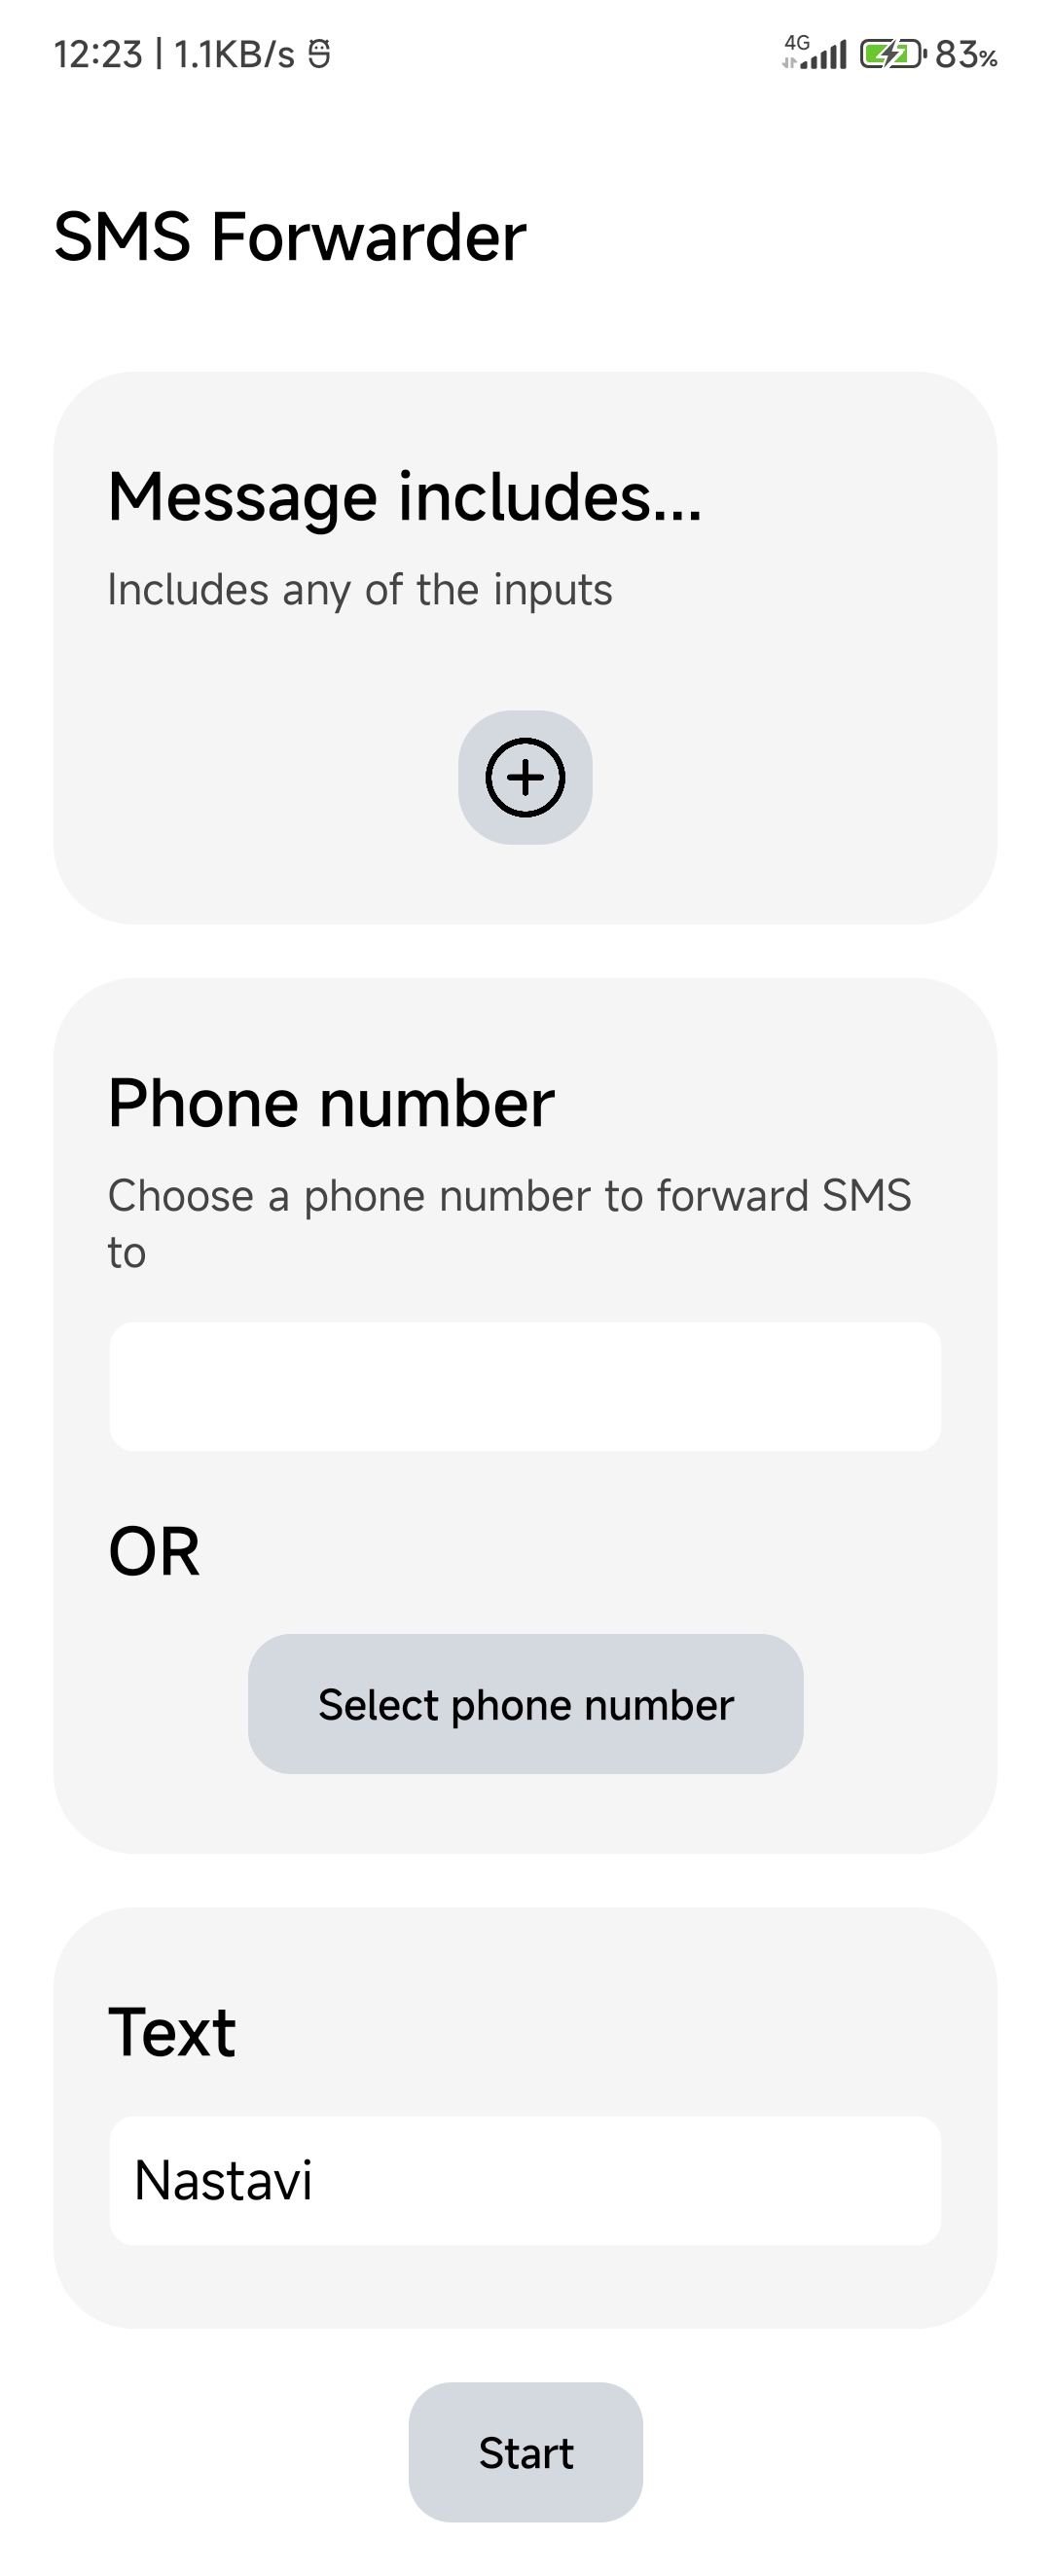 12:23 | 1.1KB/s
4G
83%
SMS Forwarder
Message includes...
Includes any of the inputs
Phone number
Choose a phone number to forward SMS
to
OR
Select phone number
Text
Nastavi
Start